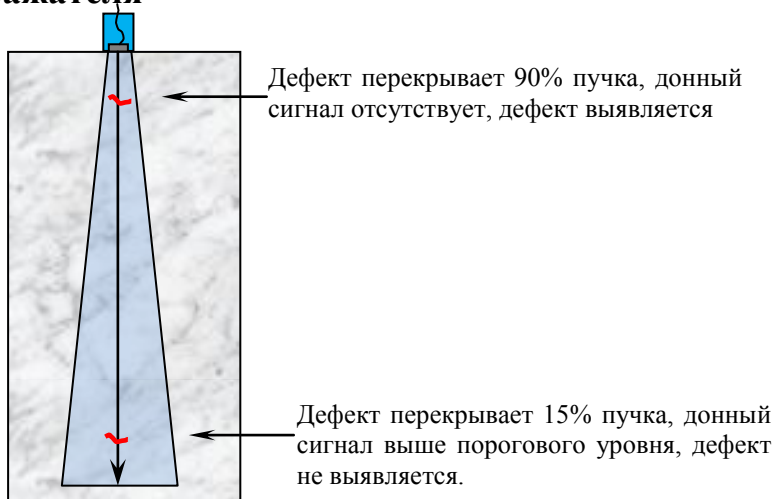 Дефект перекрывает 90% пучка, донный
сигнал отсутствует, дефект выявляется
Дефект перекрывает 15% пучка, донный
сигнал выше порогового уровня, дефект
не выявляется.